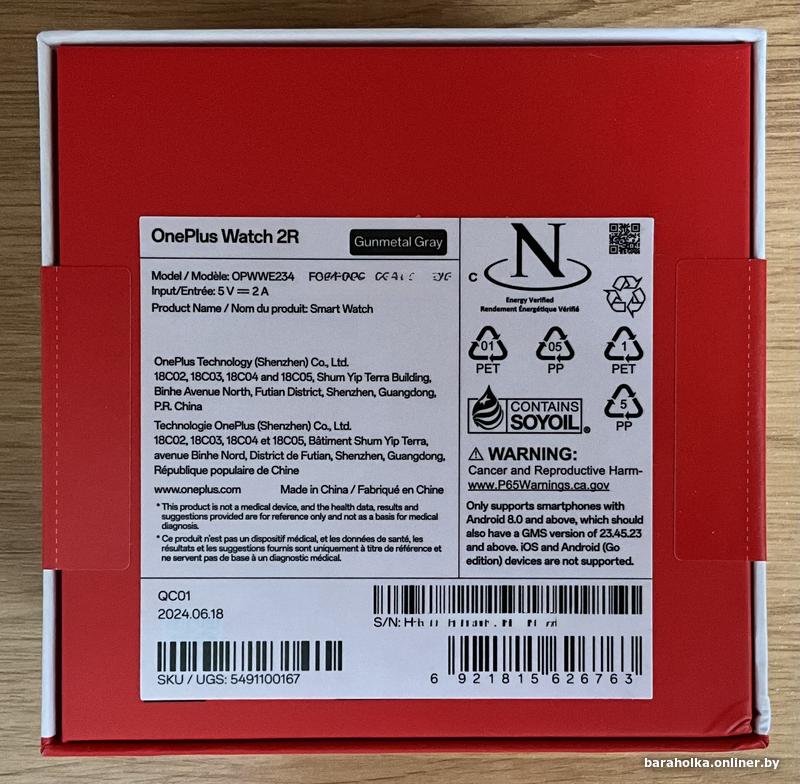 OnePlus Watch 2R
Gunmetal Gray
Model / Modèle: OPWWE234
Input/Entrée: 5 V ⎓ 2 A
Product Name / Nom du produit: Smart Watch
OnePlus Technology (Shenzhen) Co., Ltd.
18C02, 18C03, 18C04 and 18C05, Shum Yip Terra Building,
Binhe Avenue North, Futian District, Shenzhen, Guangdong,
P.R. China
Technologie OnePlus (Shenzhen) Co., Ltd.
18C02, 18C03, 18C04 et 18C05, Bâtiment Shum Yip Terra,
avenue Binhe Nord, District de Futian, Shenzhen, Guangdong,
République populaire de Chine
www.oneplus.com
Made in China / Fabriqué en Chine
* This product is not a medical device, and the health data, results and
suggestions provided are for reference only and not as a basis for medical
diagnosis.
* Ce produit n'est pas un dispositif médical, et les données de santé, les
résultats et les suggestions fournis sont uniquement à titre de référence et
ne servent pas de base à un diagnostic médical.
N
C
Energy Verified
Rendement Énergétique Vérifié
01
PET
05
PP
1
PET
5
PP
CONTAINS
SOYOIL®
⚠ WARNING:
Cancer and Reproductive Harm-
www.P65Warnings.ca.gov
Only supports smartphones with
Android 8.0 and above, which should
also have a GMS version of 23.45.23
and above. iOS and Android (Go
edition) devices are not supported.
QC01
2024.06.18
S/N:
SKU / UGS: 5491100167
6 921815 626763
baraholka.onliner.by